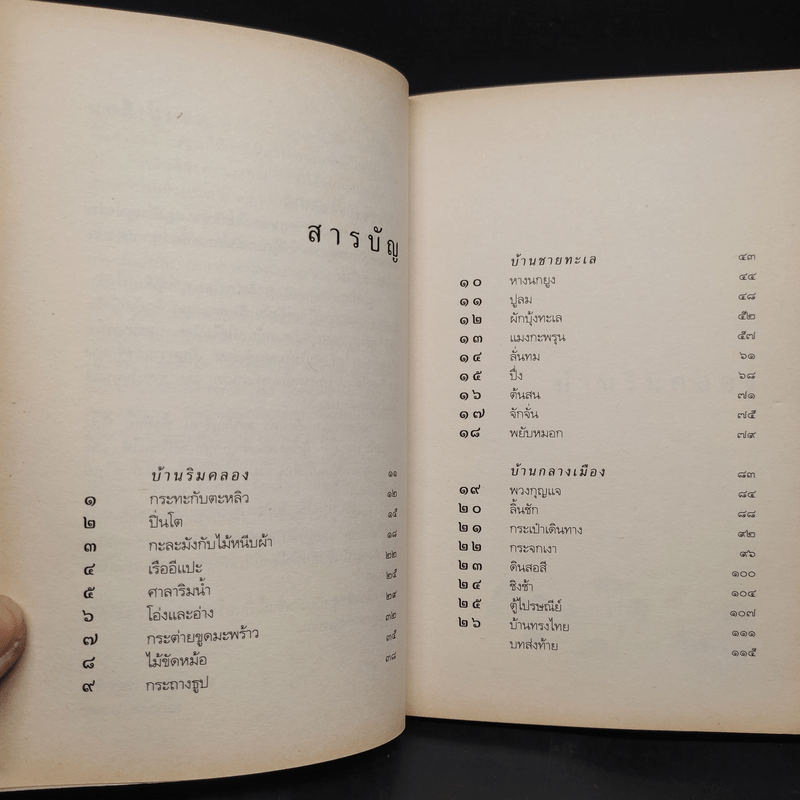 สารบัญ
บ้านริมคลอง ๑๑
๑ กระทะกับตะหลิว ๑๒
๒ ปิ่นโต ๑๕
๓ กะละมังกับไม้หนีบผ้า ๑๘
๔ เรืออีแปะ ๒๒
๕ ศาลาริมน้ำ ๒๕
๖ โอ่งและอ่าง ๒๙
๗ กระต่ายขูดมะพร้าว ๓๒
๘ ไม้ขัดหม้อ ๓๕
๙ กระถางธูป ๓๘
บ้านชายทะเล ๔๓
๑๐ หางนกยูง ๔๔
๑๑ ปูลม ๔๘
๑๒ ผักบุ้งทะเล ๕๒
๑๓ แมงกะพรุน ๕๗
๑๔ ลั่นทม ๖๑
๑๕ ปึ่ง ๖๘
๑๖ ต้นสน ๗๑
๑๗ จักจั่น ๗๕
๑๘ พยับหมอก ๗๙
บ้านกลางเมือง ๘๓
๑๙ พวงกุญแจ ๘๔
๒๐ ลิ้นชัก ๘๘
๒๑ กระเป๋าเดินทาง ๙๒
๒๒ กระจกเงา ๙๖
๒๓ ดินสอสี ๑๐๐
๒๔ ชิงช้า ๑๐๔
๒๕ ตู้ไปรษณีย์ ๑๐๗
๒๖ บ้านทรงไทย ๑๑๑
บทส่งท้าย ๑๑๕